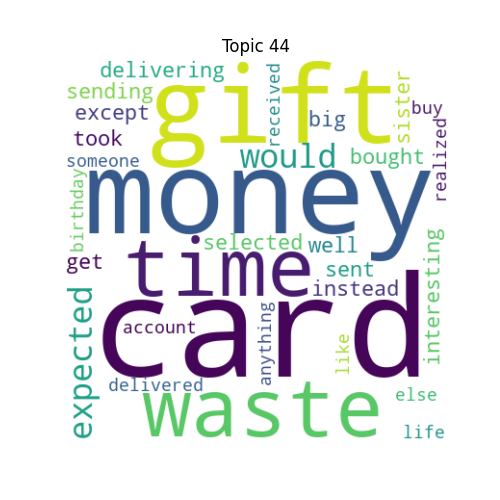 Topic 44
delivering
sending
gift
received
sister
except
big
buy
took
would
bought
realized
someone
money
birthday
selected
well
get
time
sent
interesting
instead
expected
card
account
anything
like
delivered
waste
else
life